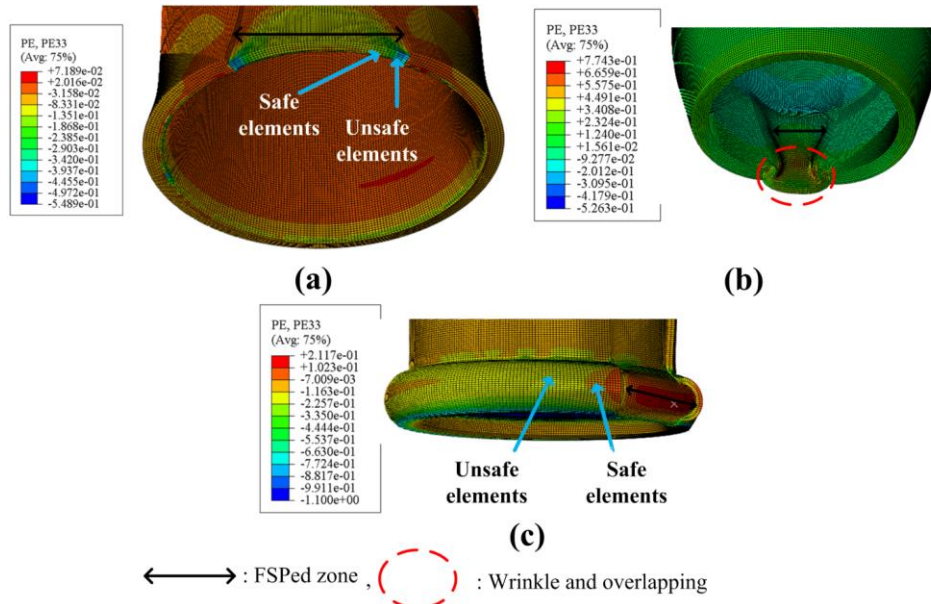 PE, PE33
(Avg: 75%)
+7.189e-02
+2.016e-02
-3.158e-02
-8.331e-02
-1.351e-01
-1.868e-01
-2.385e-01
-2.903e-01
-3.420e-01
-3.937e-01
-4.455e-01
-4.972e-01
-5.489e-01
Safe
elements
Unsafe
elements
(a)
PE, PE33
(Avg: 75%)
+7.743e-01
+6.659e-01
+5.575e-01
+4.491e-01
+3.408e-01
+2.324e-01
+1.240e-01
+1.561e-02
-9.277e-02
-2.012e-01
-3.095e-01
-4.179e-01
-5.263e-01
(b)
PE, PE33
(Avg: 75%)
+2.117e-01
+1.023e-01
-7.009e-03
-1.163e-01
-2.257e-01
-3.350e-01
-4.444e-01
-5.537e-01
-6.630e-01
-7.724e-01
-8.817e-01
-9.911e-01
-1.100e+00
Unsafe
elements
Safe
elements
(c)
: FSPed zone , : Wrinkle and overlapping